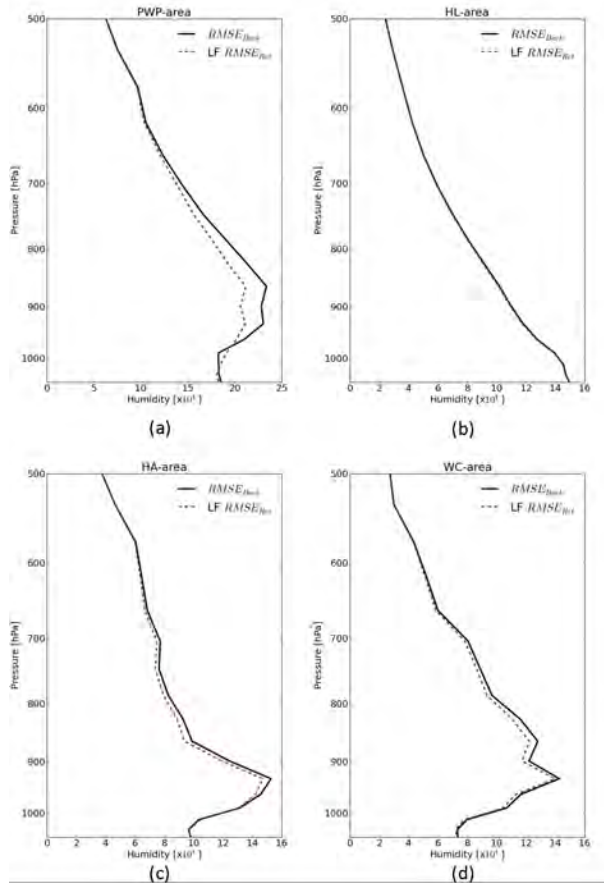 PWP-area
500
600
700
800
900
1000
Pressure [hPa]
RMSE_Back
LF RMSE_Ret
0 5 10 15 20 25
Humidity [x10¹]
(a)
HL-area
500
600
700
800
900
1000
Pressure [hPa]
RMSE_Back
LF RMSE_Ret
0 2 4 6 8 10 12 14 16
Humidity [x10¹]
(b)
HA-area
500
600
700
800
900
1000
Pressure [hPa]
RMSE_Back
LF RMSE_Ret
0 2 4 6 8 10 12 14 16
Humidity [x10¹]
(c)
WC-area
500
600
700
800
900
1000
Pressure [hPa]
RMSE_Back
LF RMSE_Ret
0 2 4 6 8 10 12 14 16
Humidity [x10¹]
(d)